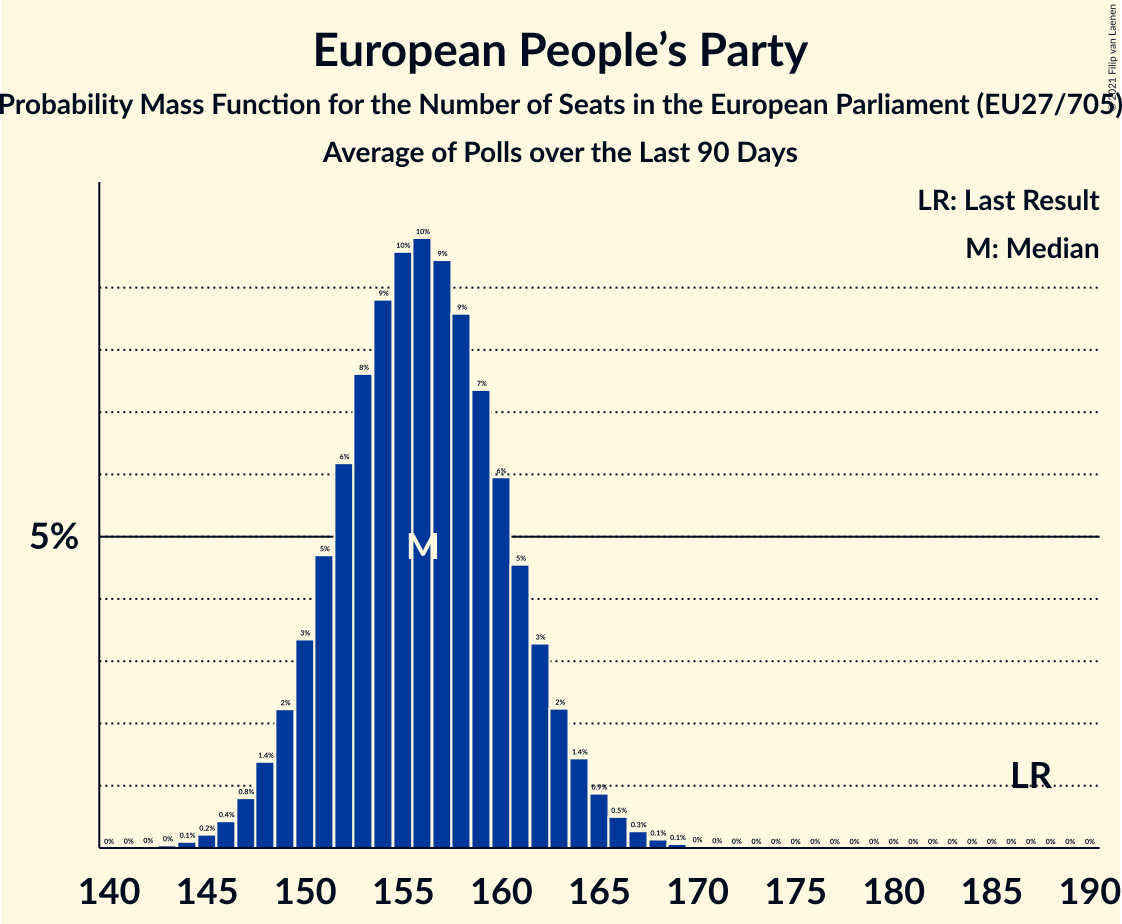 European People's Party
Probability Mass Function for the Number of Seats in the European Parliament (EU27/705)
Average of Polls over the Last 90 Days
© 2021 Filip van Laenen
LR: Last Result
M: Median
5%
0% 0% 0% 0% 0.1% 0.2% 0.4% 0.8% 1.4% 2% 3% 5% 6% 8% 9% 10% 10% 9% 9% 7% 6% 5% 3% 2% 1.4% 0.9% 0.5% 0.3% 0.1% 0.1% 0% 0% 0% 0% 0% 0% 0% 0% 0% 0% 0% 0% 0% 0% 0% 0% 0% 0% 0% 0% 0%
M
LR
140 145 150 155 160 165 170 175 180 185 190